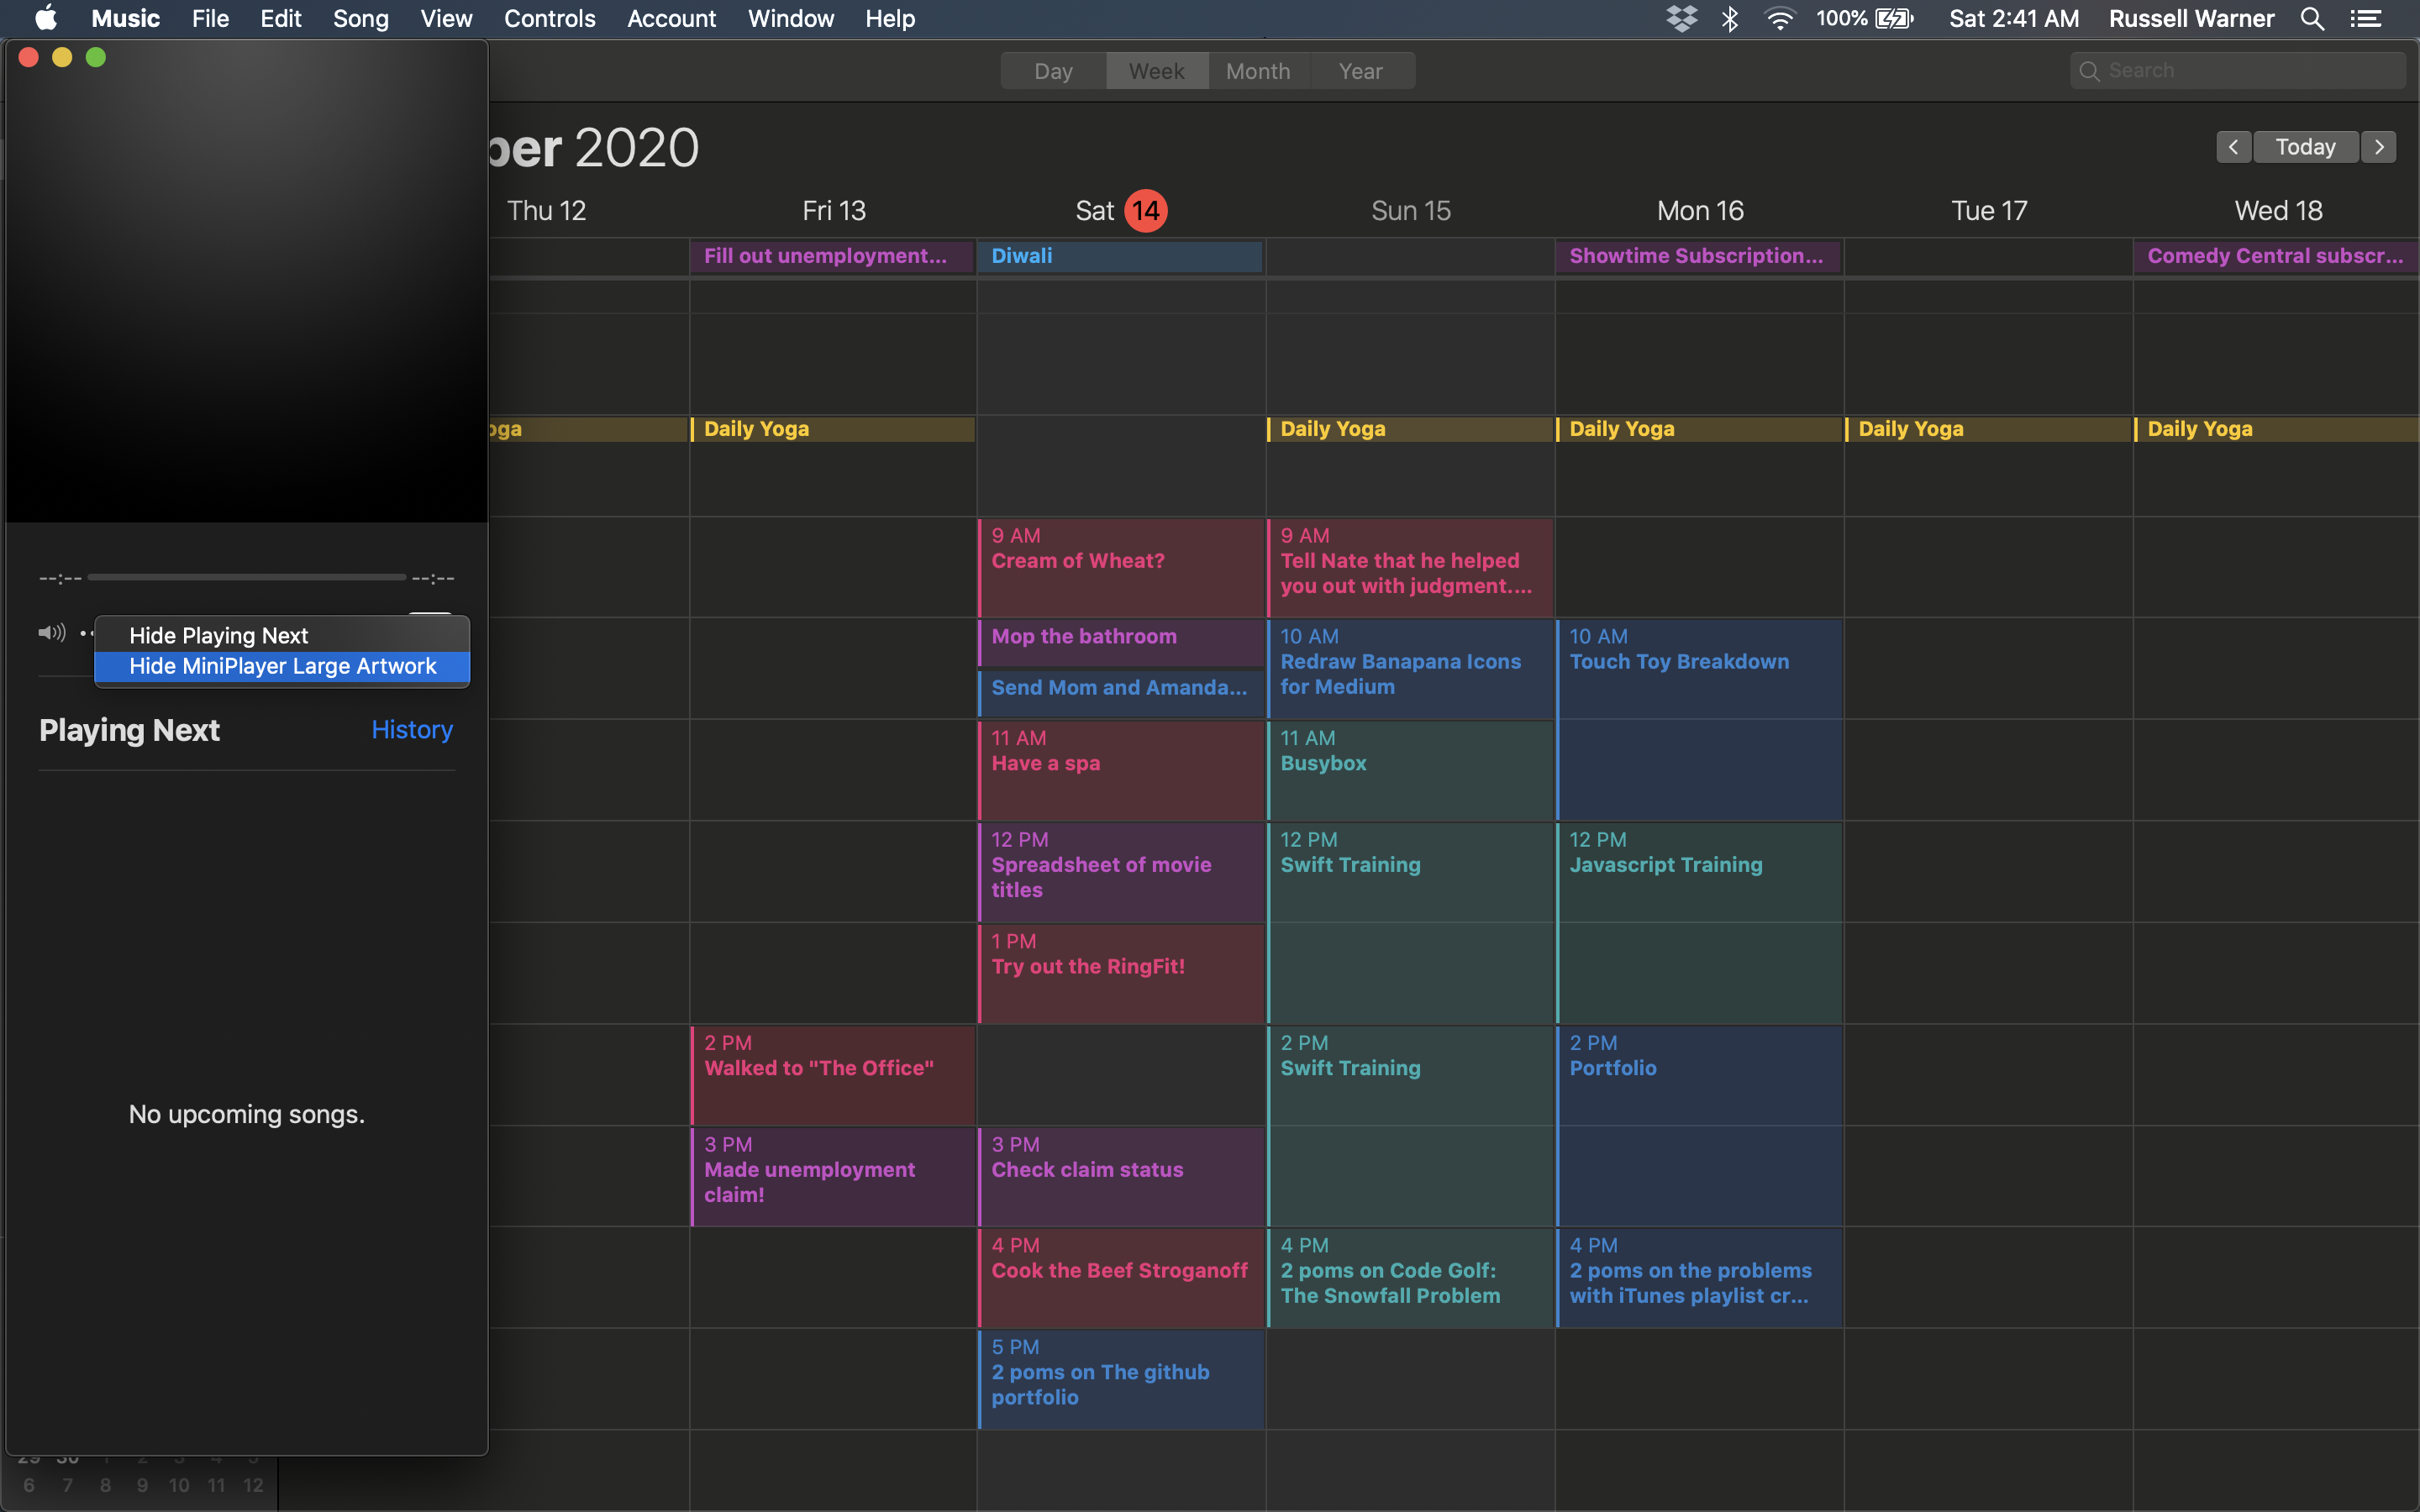 Music File Edit Song View Controls Account Window Help
100% Sat 2:41 AM Russell Warner
Day Week Month Year
Search
ber 2020
Today
Thu 12 Fri 13 Sat 14 Sun 15 Mon 16 Tue 17 Wed 18
Fill out unemployment...
Diwali
Showtime Subscription...
Comedy Central subscr...
oga
Daily Yoga
Daily Yoga
Daily Yoga
Daily Yoga
Daily Yoga
--:-- --:--
Hide Playing Next
Hide MiniPlayer Large Artwork
Playing Next History
No upcoming songs.
2 PM
Walked to "The Office"
3 PM
Made unemployment
claim!
9 AM
Cream of Wheat?
Mop the bathroom
Send Mom and Amanda...
11 AM
Have a spa
12 PM
Spreadsheet of movie
titles
1 PM
Try out the RingFit!
3 PM
Check claim status
4 PM
Cook the Beef Stroganoff
5 PM
2 poms on The github
portfolio
9 AM
Tell Nate that he helped
you out with judgment....
10 AM
Redraw Banapana Icons
for Medium
11 AM
Busybox
12 PM
Swift Training
2 PM
Swift Training
4 PM
2 poms on Code Golf:
The Snowfall Problem
10 AM
Touch Toy Breakdown
12 PM
Javascript Training
2 PM
Portfolio
4 PM
2 poms on the problems
with iTunes playlist cr...
29 30 1 2 3 4 5
6 7 8 9 10 11 12